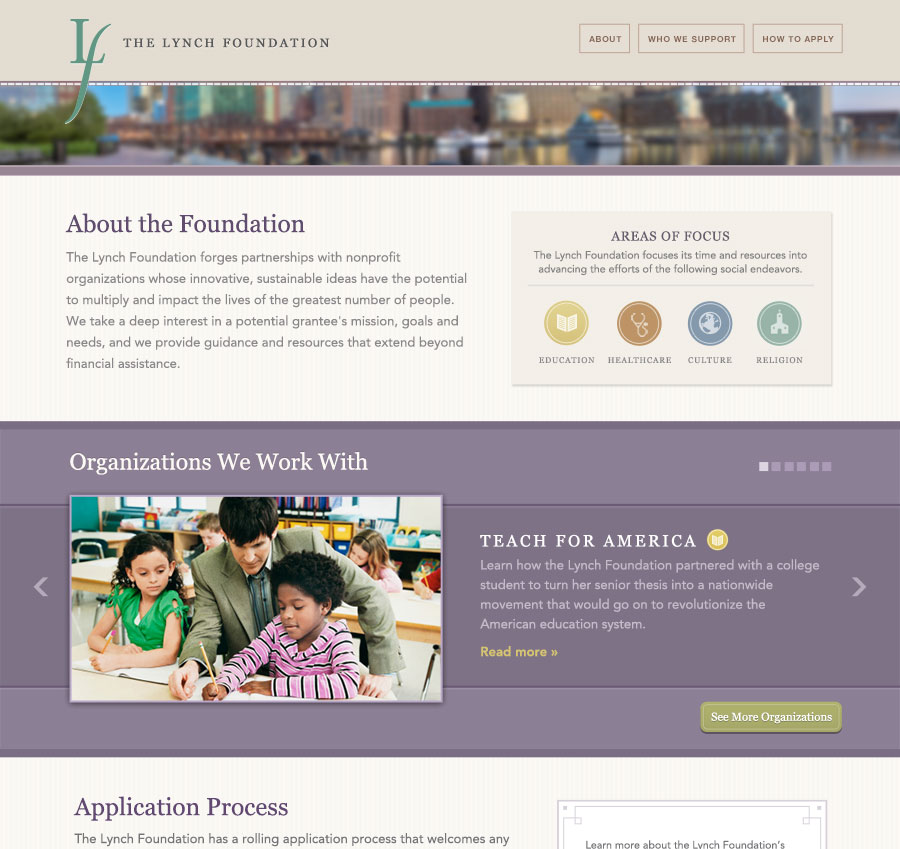 Lf
THE LYNCH FOUNDATION
ABOUT
WHO WE SUPPORT
HOW TO APPLY
About the Foundation
The Lynch Foundation forges partnerships with nonprofit
organizations whose innovative, sustainable ideas have the potential
to multiply and impact the lives of the greatest number of people.
We take a deep interest in a potential grantee's mission, goals and
needs, and we provide guidance and resources that extend beyond
financial assistance.
AREAS OF FOCUS
The Lynch Foundation focuses its time and resources into
advancing the efforts of the following social endeavors.
EDUCATION
HEALTHCARE
CULTURE
RELIGION
Organizations We Work With
TEACH FOR AMERICA
Learn how the Lynch Foundation partnered with a college
student to turn her senior thesis into a nationwide
movement that would go on to revolutionize the
American education system.
Read more »
See More Organizations
Application Process
The Lynch Foundation has a rolling application process that welcomes any
Learn more about the Lynch Foundation's